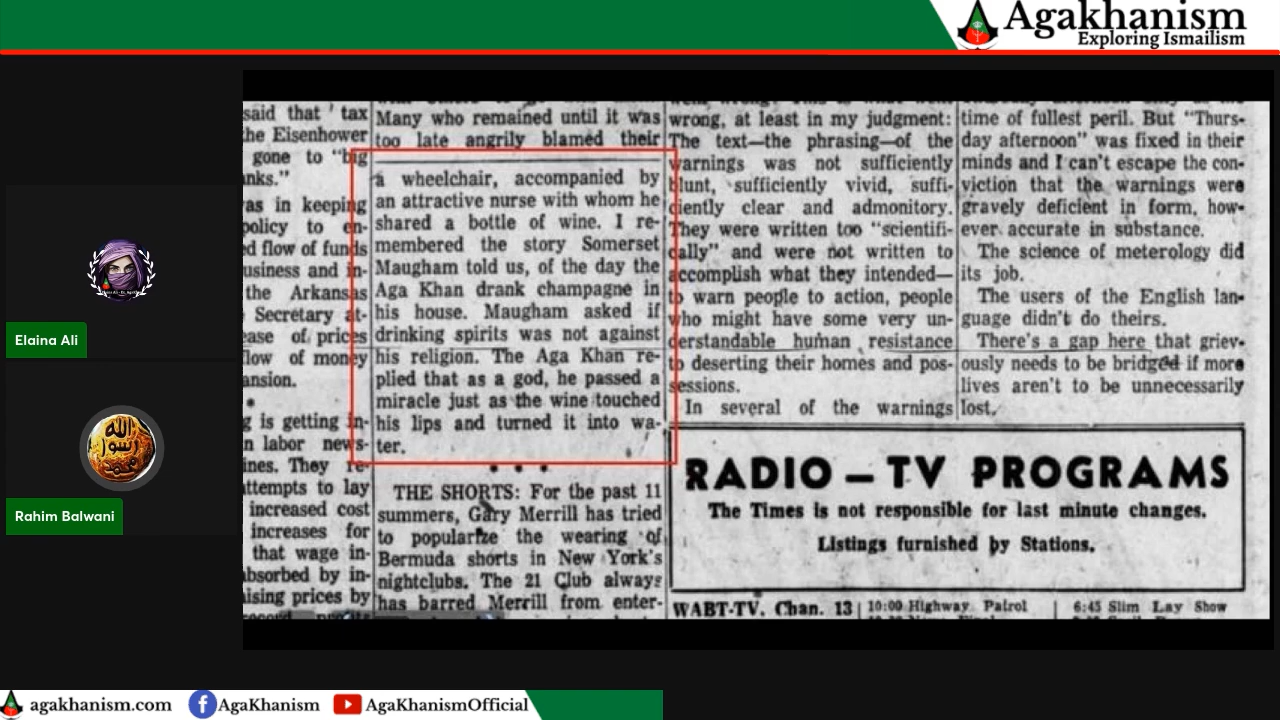 Agakhanism
Exploring Ismailism
Elaina Ali
Rahim Balwani
said that tax
the Eisenhower
gone to "big
nks."
as in keeping
policy to en-
ed flow of funds
usiness and in-
the Arkansas
Secretary at-
ease of prices
flow of money
ansion.
g is getting in-
n labor news-
ines. They re-
ttempts to lay
increased cost
increases for
that wage in-
absorbed by in-
ising prices by
Many who remained until it was
too late angrily blamed their
a wheelchair, accompanied by
an attractive nurse with whom he
shared a bottle of wine. I re-
membered the story Somerset
Maugham told us, of the day the
Aga Khan drank champagne in
his house. Maugham asked if
drinking spirits was not against
his religion. The Aga Khan re-
plied that as a god, he passed a
miracle just as the wine touched
his lips and turned it into wa-
ter.
THE SHORTS: For the past 11
summers, Gary Merrill has tried
to popularize the wearing of
Bermuda shorts in New York's
nightclubs. The 21 Club always
has barred Merrill from enter-
wrong, at least in my judgment:
The text—the phrasing—of the
warnings was not sufficiently
blunt, sufficiently vivid, suffi-
ciently clear and admonitory.
They were written too "scientifi-
cally" and were not written to
accomplish what they intended—
to warn people to action, people
who might have some very un-
derstandable human resistance
to deserting their homes and pos-
sessions.
In several of the warnings
time of fullest peril. But "Thurs-
day afternoon" was fixed in their
minds and I can't escape the con-
viction that the warnings were
gravely deficient in form, how-
ever accurate in substance.
The science of meterology did
its job.
The users of the English lan-
guage didn't do theirs.
There's a gap here that griev-
ously needs to be bridged if more
lives aren't to be unnecessarily
lost.
RADIO – TV PROGRAMS
The Times is not responsible for last minute changes.
Listings furnished by Stations.
WABT-TV. Chan. 13
10:00 Highway Patrol
6:45 Slim Lay Show
agakhanism.com
AgaKhanism
AgaKhanismOfficial